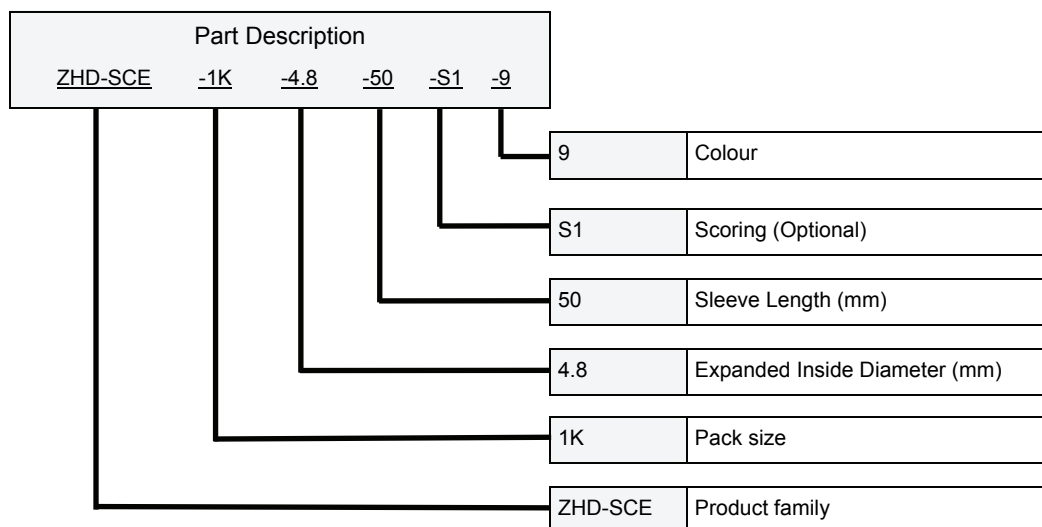 Part Description
ZHD-SCE -1K -4.8 -50 -S1 -9
9 Colour
S1 Scoring (Optional)
50 Sleeve Length (mm)
4.8 Expanded Inside Diameter (mm)
1K Pack size
ZHD-SCE Product family